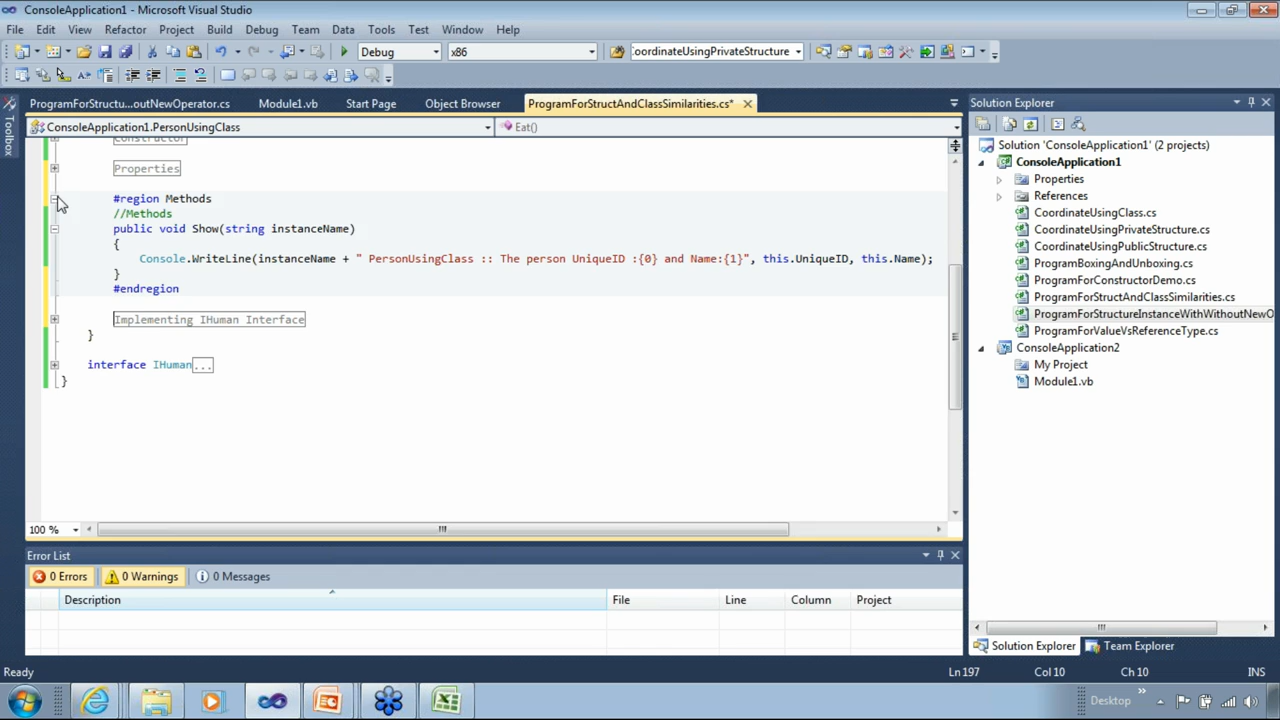 ConsoleApplication1 - Microsoft Visual Studio
File Edit View Refactor Project Build Debug Team Data Tools Test Window Help
Debug x86 CoordinateUsingPrivateStructure
ProgramForStructu...outNewOperator.cs Module1.vb Start Page Object Browser ProgramForStructAndClassSimilarities.cs*
ConsoleApplication1.PersonUsingClass Eat()
Toolbox
Constructor
Properties
#region Methods
//Methods
public void Show(string instanceName)
{
Console.WriteLine(instanceName + " PersonUsingClass :: The person UniqueID :{0} and Name:{1}", this.UniqueID, this.Name);
}
#endregion
Implementing IHuman Interface
}
interface IHuman...
}
100 %
Error List
0 Errors 0 Warnings 0 Messages
Description File Line Column Project
Solution Explorer
Solution 'ConsoleApplication1' (2 projects)
ConsoleApplication1
Properties
References
CoordinateUsingClass.cs
CoordinateUsingPrivateStructure.cs
CoordinateUsingPublicStructure.cs
ProgramBoxingAndUnboxing.cs
ProgramForConstructorDemo.cs
ProgramForStructAndClassSimilarities.cs
ProgramForStructureInstanceWithWithoutNewO
ProgramForValueVsReferenceType.cs
ConsoleApplication2
My Project
Module1.vb
Solution Explorer Team Explorer
Ready Ln 197 Col 10 Ch 10 INS
Desktop